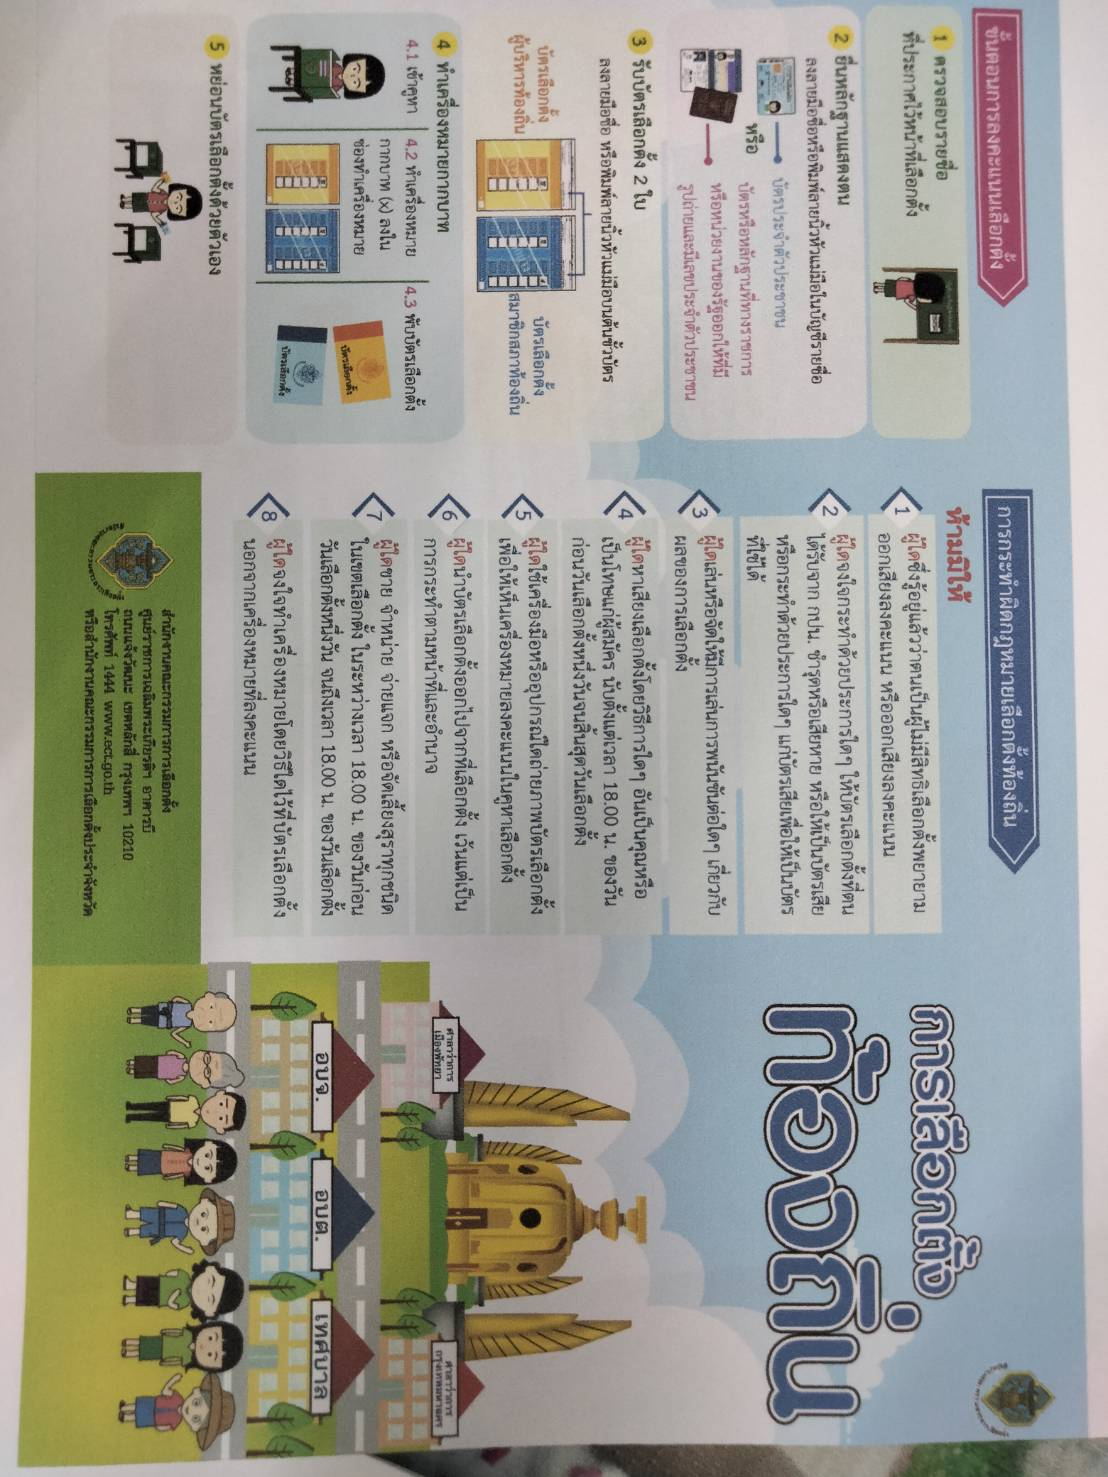 ขั้นตอนการลงคะแนนเลือกตั้ง
1 ตรวจสอบรายชื่อ
ที่ประกาศไว้หน้าที่เลือกตั้ง
2 ยื่นหลักฐานแสดงตน
ลงลายมือชื่อหรือพิมพ์ลายนิ้วหัวแม่มือในบัญชีรายชื่อ
บัตรประจำตัวประชาชน
หรือ
บัตรหรือหลักฐานที่ทางราชการ
หรือหน่วยงานของรัฐออกให้ที่มี
รูปถ่ายและมีเลขประจำตัวประชาชน
3 รับบัตรเลือกตั้ง 2 ใบ
ลงลายมือชื่อ หรือพิมพ์ลายนิ้วหัวแม่มือบนต้นขั้วบัตร
บัตรเลือกตั้ง
ผู้บริหารท้องถิ่น
บัตรเลือกตั้ง
สมาชิกสภาท้องถิ่น
4 ทำเครื่องหมายกากบาท
4.1 เข้าคูหา
4.2 ทำเครื่องหมาย
กากบาท (x) ลงใน
ช่องทำเครื่องหมาย
4.3 พับบัตรเลือกตั้ง
บัตรเลือกตั้ง
บัตรเลือกตั้ง
5 หย่อนบัตรเลือกตั้งด้วยตัวเอง
การกระทำผิดกฎหมายเลือกตั้งท้องถิ่น
ห้ามมิให้
1 ผู้ใดซึ่งรู้อยู่แล้วว่าตนเป็นผู้ไม่มีสิทธิเลือกตั้งพยายาม
ออกเสียงลงคะแนน หรือออกเสียงลงคะแนน
2 ผู้ใดจงใจกระทำด้วยประการใดๆ ให้บัตรเลือกตั้งที่ตน
ได้รับจาก กปน. ชำรุดหรือเสียหาย หรือให้เป็นบัตรเสีย
หรือกระทำด้วยประการใดๆ แก่บัตรเสียเพื่อให้เป็นบัตร
ที่ใช้ได้
3 ผู้ใดเล่นหรือจัดให้มีการเล่นการพนันขันต่อใดๆ เกี่ยวกับ
ผลของการเลือกตั้ง
4 ผู้ใดหาเสียงเลือกตั้งโดยวิธีการใดๆ อันเป็นคุณหรือ
เป็นโทษแก่ผู้สมัคร นับตั้งแต่เวลา 18.00 น. ของวัน
ก่อนวันเลือกตั้งหนึ่งวันจนสิ้นสุดวันเลือกตั้ง
5 ผู้ใดใช้เครื่องมือหรืออุปกรณ์ใดถ่ายภาพบัตรเลือกตั้ง
เพื่อให้เห็นเครื่องหมายลงคะแนนในคูหาเลือกตั้ง
6 ผู้ใดนำบัตรเลือกตั้งออกไปจากที่เลือกตั้ง เว้นแต่เป็น
การกระทำตามหน้าที่และอำนาจ
7 ผู้ใดขาย จำหน่าย จ่ายแจก หรือจัดเลี้ยงสุราทุกชนิด
ในเขตเลือกตั้ง ในระหว่างเวลา 18.00 น. ของวันก่อน
วันเลือกตั้งหนึ่งวัน จนถึงเวลา 18.00 น. ของวันเลือกตั้ง
8 ผู้ใดจงใจทำเครื่องหมายโดยวิธีใดไว้ที่บัตรเลือกตั้ง
นอกจากเครื่องหมายที่ลงคะแนน
สำนักงานคณะกรรมการการเลือกตั้ง
ศูนย์ราชการเฉลิมพระเกียรติฯ อาคารบี
ถนนแจ้งวัฒนะ เขตหลักสี่ กรุงเทพฯ 10210
โทรศัพท์ 1444 www.ect.go.th
หรือสำนักงานคณะกรรมการการเลือกตั้งประจำจังหวัด
การเลือกตั้ง
ท้องถิ่น
ศาลาว่าการ
เมืองพัทยา
ศาลาว่าการ
กรุงเทพมหานคร
อบจ.
อบต.
เทศบาล